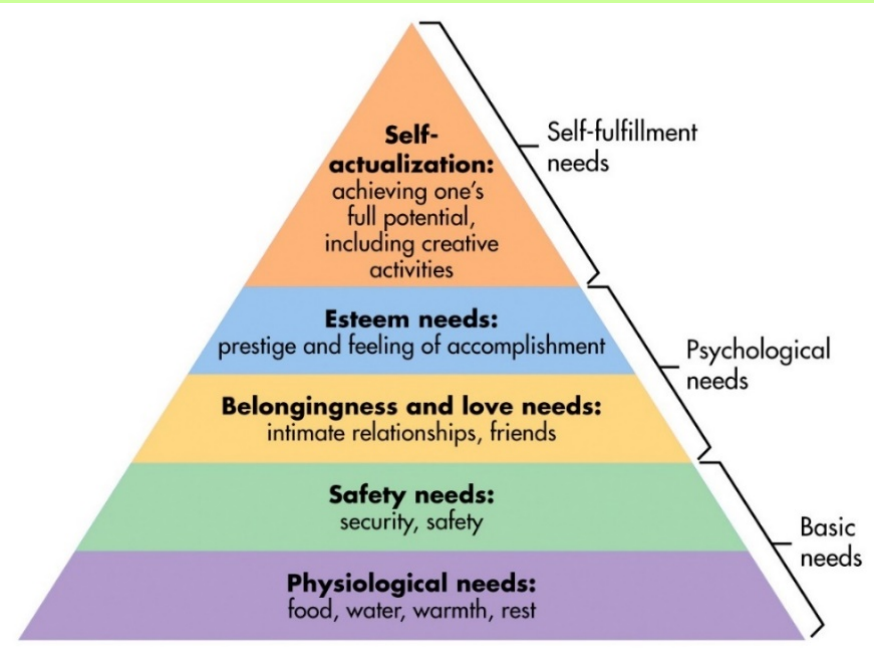 Self-
actualization:
achieving one's
full potential,
including creative
activities
Self-fulfillment
needs
Esteem needs:
prestige and feeling of accomplishment
Psychological
needs
Belongingness and love needs:
intimate relationships, friends
Safety needs:
security, safety
Basic
needs
Physiological needs:
food, water, warmth, rest